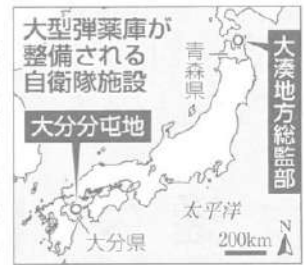 大型弾薬庫が
整備される
自衛隊施設
青森県
大湊地方総監部
大分分屯地
大分県
太平洋
200km
N